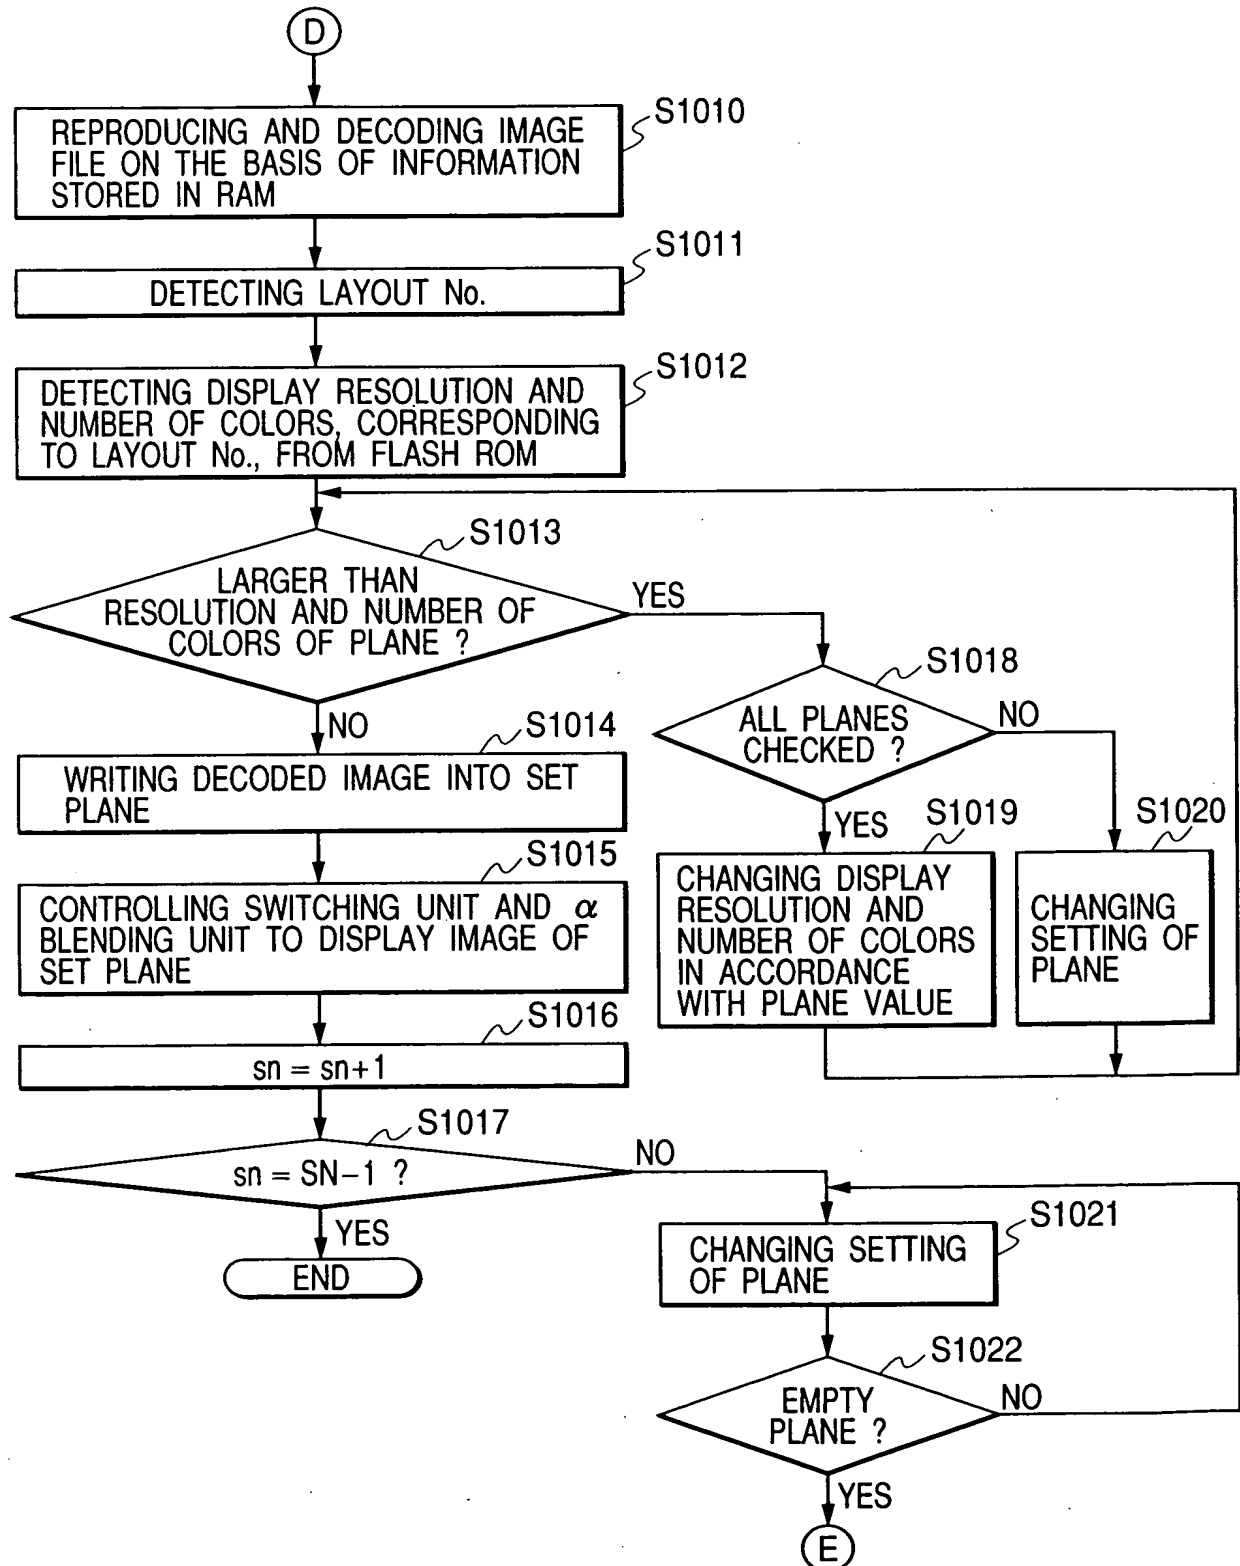 D
S1010
REPRODUCING AND DECODING IMAGE
FILE ON THE BASIS OF INFORMATION
STORED IN RAM
S1011
DETECTING LAYOUT No.
S1012
DETECTING DISPLAY RESOLUTION AND
NUMBER OF COLORS, CORRESPONDING
TO LAYOUT No., FROM FLASH ROM
S1013
LARGER THAN
RESOLUTION AND NUMBER OF
COLORS OF PLANE ?
YES
NO
S1018
ALL PLANES
CHECKED ?
NO
YES
S1014
WRITING DECODED IMAGE INTO SET
PLANE
S1019
CHANGING DISPLAY
RESOLUTION AND
NUMBER OF COLORS
IN ACCORDANCE
WITH PLANE VALUE
S1020
CHANGING
SETTING OF
PLANE
S1015
CONTROLLING SWITCHING UNIT AND α
BLENDING UNIT TO DISPLAY IMAGE OF
SET PLANE
S1016
sn = sn+1
S1017
sn = SN-1 ?
NO
YES
END
S1021
CHANGING SETTING
OF PLANE
S1022
EMPTY
PLANE ?
NO
YES
E